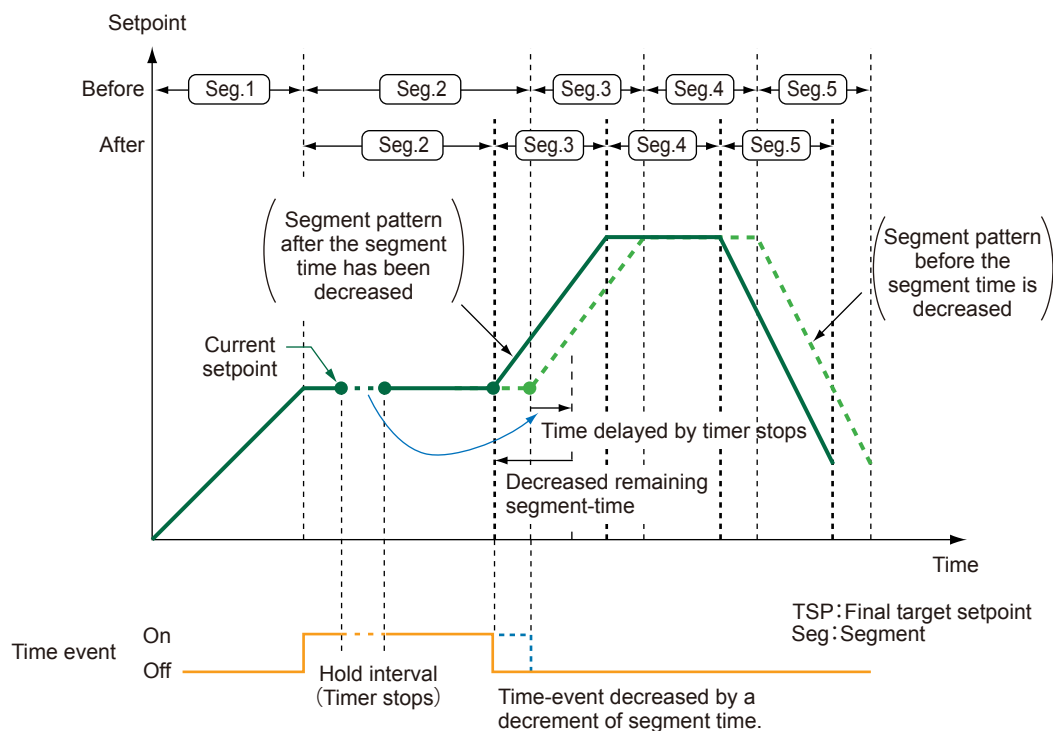 Setpoint
Before
Seg.1
Seg.2
Seg.3
Seg.4
Seg.5
After
Seg.2
Seg.3
Seg.4
Seg.5
Segment pattern
after the segment
time has been
decreased
Segment pattern
before the
segment time is
decreased
Current
setpoint
Time delayed by timer stops
Decreased remaining
segment-time
Time
TSP:Final target setpoint
Seg:Segment
Time event
On
Off
Hold interval
(Timer stops)
Time-event decreased by a
decrement of segment time.